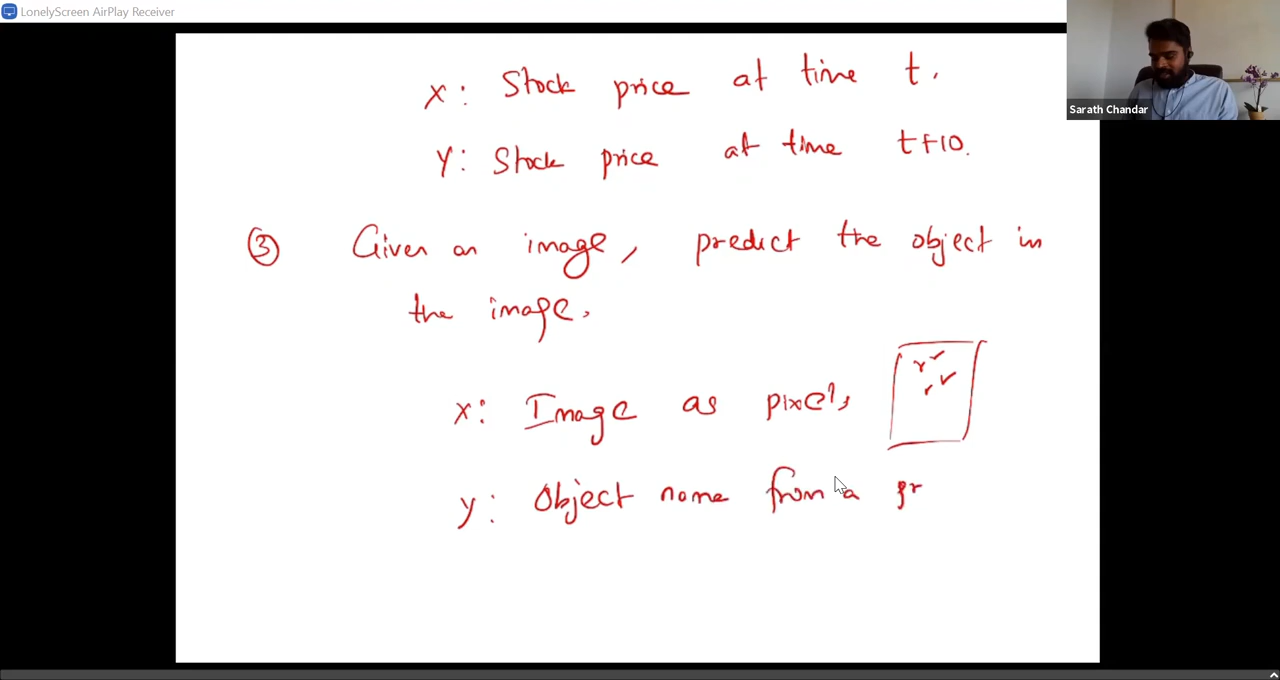 LonelyScreen AirPlay Receiver
Sarath Chandar
X: Stock price at time t.
Y: Stock price at time t+10.
③ Given an image, predict the object in
the image.
X: Image as pixels
y: Object name from a pr